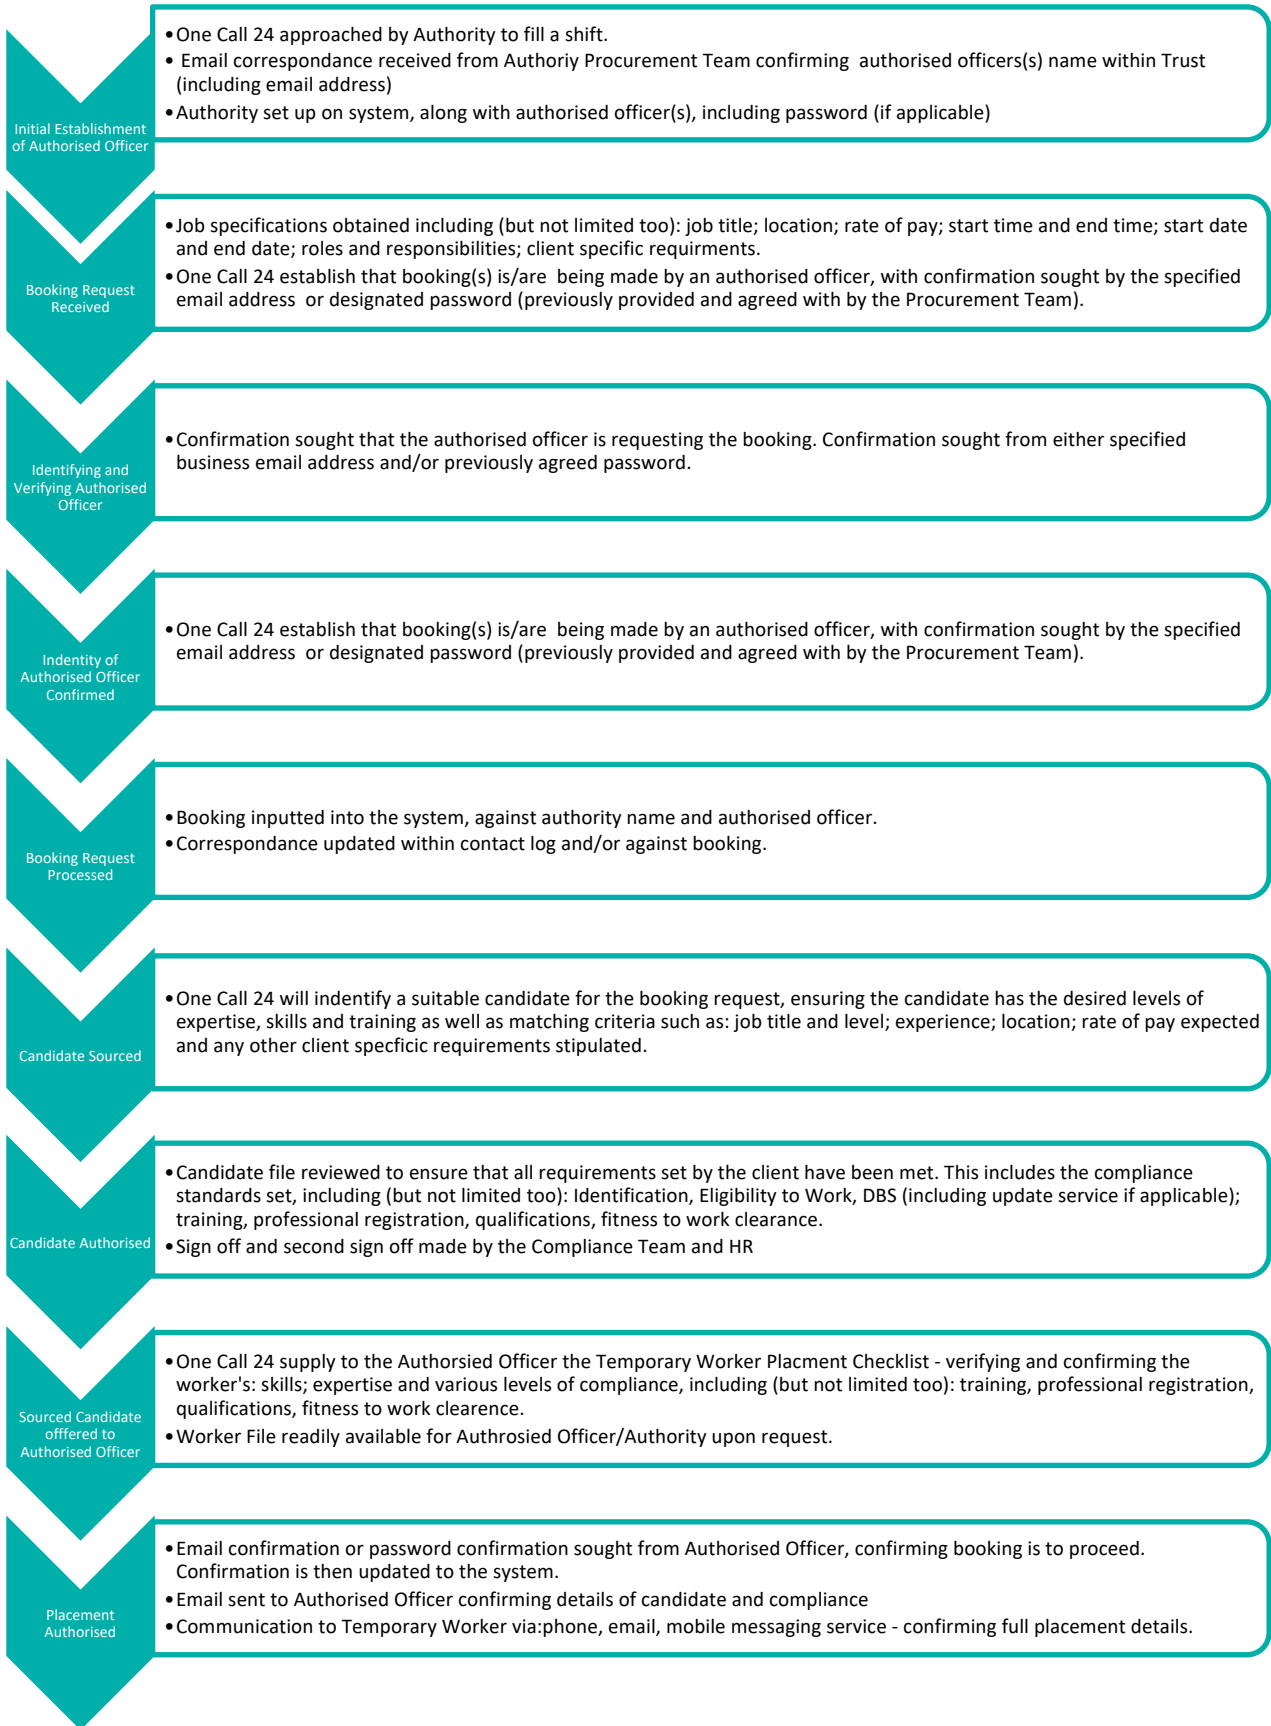 •One Call 24 approached by Authority to fill a shift.
• Email correspondance received from Authoriy Procurement Team confirming  authorised officers(s) name within Trust
(including email address)
•Authority set up on system, along with authorised officer(s), including password (if applicable)
Initial Establishment
of Authorised Officer
•Job specifications obtained including (but not limited too): job title; location; rate of pay; start time and end time; start date
and end date; roles and responsibilities; client specific requirments.
•One Call 24 establish that booking(s) is/are  being made by an authorised officer, with confirmation sought by the specified
email address  or designated password (previously provided and agreed with by the Procurement Team).
Booking Request
Received
•Confirmation sought that the authorised officer is requesting the booking. Confirmation sought from either specified
business email address and/or previously agreed password.
Identifying and
Verifying Authorised
Officer
•One Call 24 establish that booking(s) is/are  being made by an authorised officer, with confirmation sought by the specified
email address  or designated password (previously provided and agreed with by the Procurement Team).
Indentity of
Authorised Officer
Confirmed
•Booking inputted into the system, against authority name and authorised officer.
•Correspondance updated within contact log and/or against booking.
Booking Request
Processed
•One Call 24 will indentify a suitable candidate for the booking request, ensuring the candidate has the desired levels of
expertise, skills and training as well as matching criteria such as: job title and level; experience; location; rate of pay expected
and any other client specficic requirements stipulated.
Candidate Sourced
•Candidate file reviewed to ensure that all requirements set by the client have been met. This includes the compliance
standards set, including (but not limited too): Identification, Eligibility to Work, DBS (including update service if applicable);
training, professional registration, qualifications, fitness to work clearance.
•Sign off and second sign off made by the Compliance Team and HR
Candidate Authorised
•One Call 24 supply to the Authorsied Officer the Temporary Worker Placment Checklist - verifying and confirming the
worker's: skills; expertise and various levels of compliance, including (but not limited too): training, professional registration,
qualifications, fitness to work clearence.
•Worker File readily available for Authrosied Officer/Authority upon request.
Sourced Candidate
offfered to
Authorised Officer
•Email confirmation or password confirmation sought from Authorised Officer, confirming booking is to proceed.
Confirmation is then updated to the system.
•Email sent to Authorised Officer confirming details of candidate and compliance
•Communication to Temporary Worker via:phone, email, mobile messaging service - confirming full placement details.
Placement
Authorised